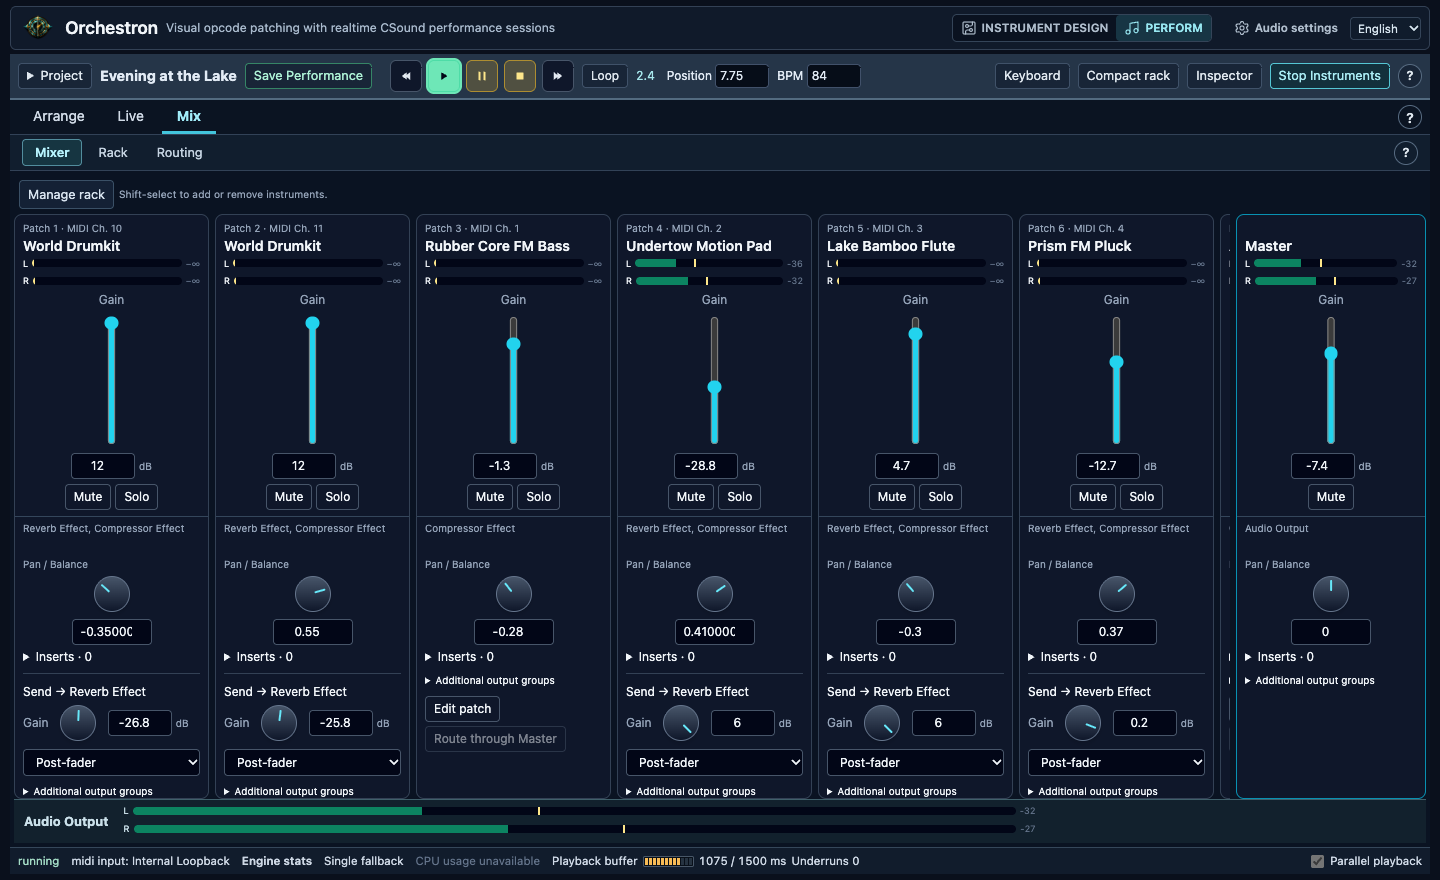 Orchestron Visual opcode patching with realtime CSound performance sessions INSTRUMENT DESIGN PERFORM Audio settings English
Project Evening at the Lake Save Performance Loop 2.4 Position 7.75 BPM 84 Keyboard Compact rack Inspector Stop Instruments ?
Arrange Live Mix ?
Mixer Rack Routing ?
Manage rack Shift-select to add or remove instruments.
Patch 1 · MIDI Ch. 10
World Drumkit
L -∞
R -∞
Gain
12 dB
Mute Solo
Reverb Effect, Compressor Effect
Pan / Balance
-0.35000
Inserts · 0
Send → Reverb Effect
Gain -26.8 dB
Post-fader
Additional output groups
Patch 2 · MIDI Ch. 11
World Drumkit
L -∞
R -∞
Gain
12 dB
Mute Solo
Reverb Effect, Compressor Effect
Pan / Balance
0.55
Inserts · 0
Send → Reverb Effect
Gain -25.8 dB
Post-fader
Additional output groups
Patch 3 · MIDI Ch. 1
Rubber Core FM Bass
L -∞
R -∞
Gain
-1.3 dB
Mute Solo
Compressor Effect
Pan / Balance
-0.28
Inserts · 0
Additional output groups
Edit patch
Route through Master
Patch 4 · MIDI Ch. 2
Undertow Motion Pad
L -36
R -32
Gain
-28.8 dB
Mute Solo
Reverb Effect, Compressor Effect
Pan / Balance
0.41000
Inserts · 0
Send → Reverb Effect
Gain 6 dB
Post-fader
Additional output groups
Patch 5 · MIDI Ch. 3
Lake Bamboo Flute
L -∞
R -∞
Gain
4.7 dB
Mute Solo
Reverb Effect, Compressor Effect
Pan / Balance
-0.3
Inserts · 0
Send → Reverb Effect
Gain 6 dB
Post-fader
Additional output groups
Patch 6 · MIDI Ch. 4
Prism FM Pluck
L -∞
R -∞
Gain
-12.7 dB
Mute Solo
Reverb Effect, Compressor Effect
Pan / Balance
0.37
Inserts · 0
Send → Reverb Effect
Gain 0.2 dB
Post-fader
Additional output groups
Master
L -32
R -27
Gain
-7.4 dB
Mute
Audio Output
Pan / Balance
0
Inserts · 0
Additional output groups
Audio Output
L -32
R -27
running midi input: Internal Loopback Engine stats Single fallback CPU usage unavailable Playback buffer 1075 / 1500 ms Underruns 0 Parallel playback